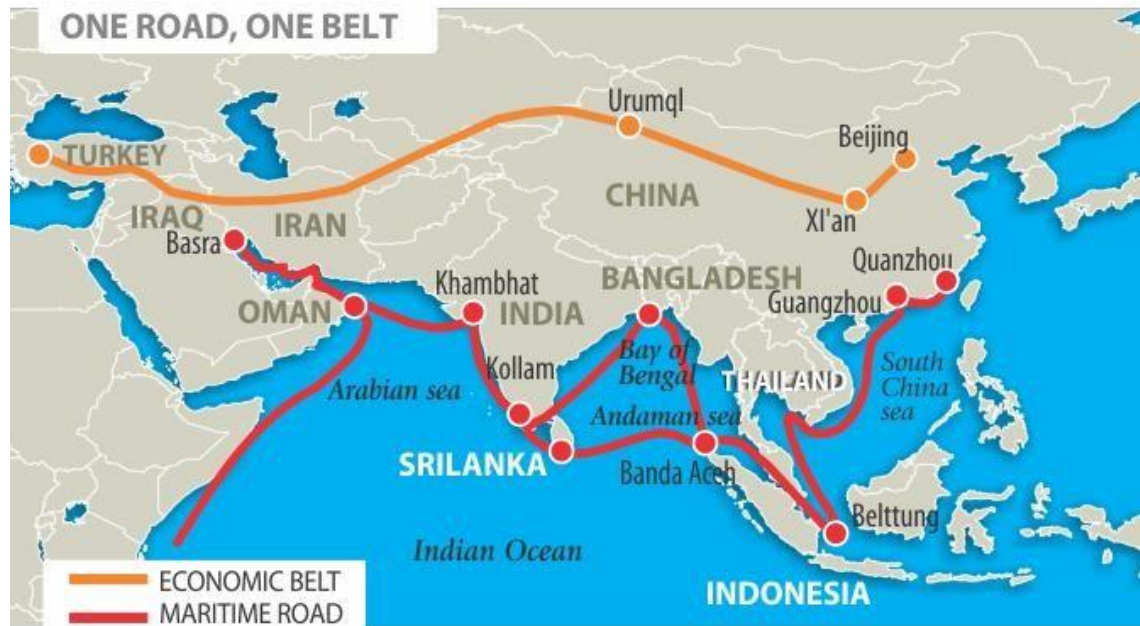 ONE ROAD, ONE BELT
Urumql
Beijing
TURKEY
CHINA
XI'an
IRAQ
IRAN
Basra
Quanzhou
Khambhat
BANGLADESH
Guangzhou
OMAN
INDIA
Kollam
Bay of
Bengal
South
China
sea
THAILAND
Arabian sea
Andaman sea
SRILANKA
Banda Aceh
Belttung
Indian Ocean
INDONESIA
ECONOMIC BELT
MARITIME ROAD